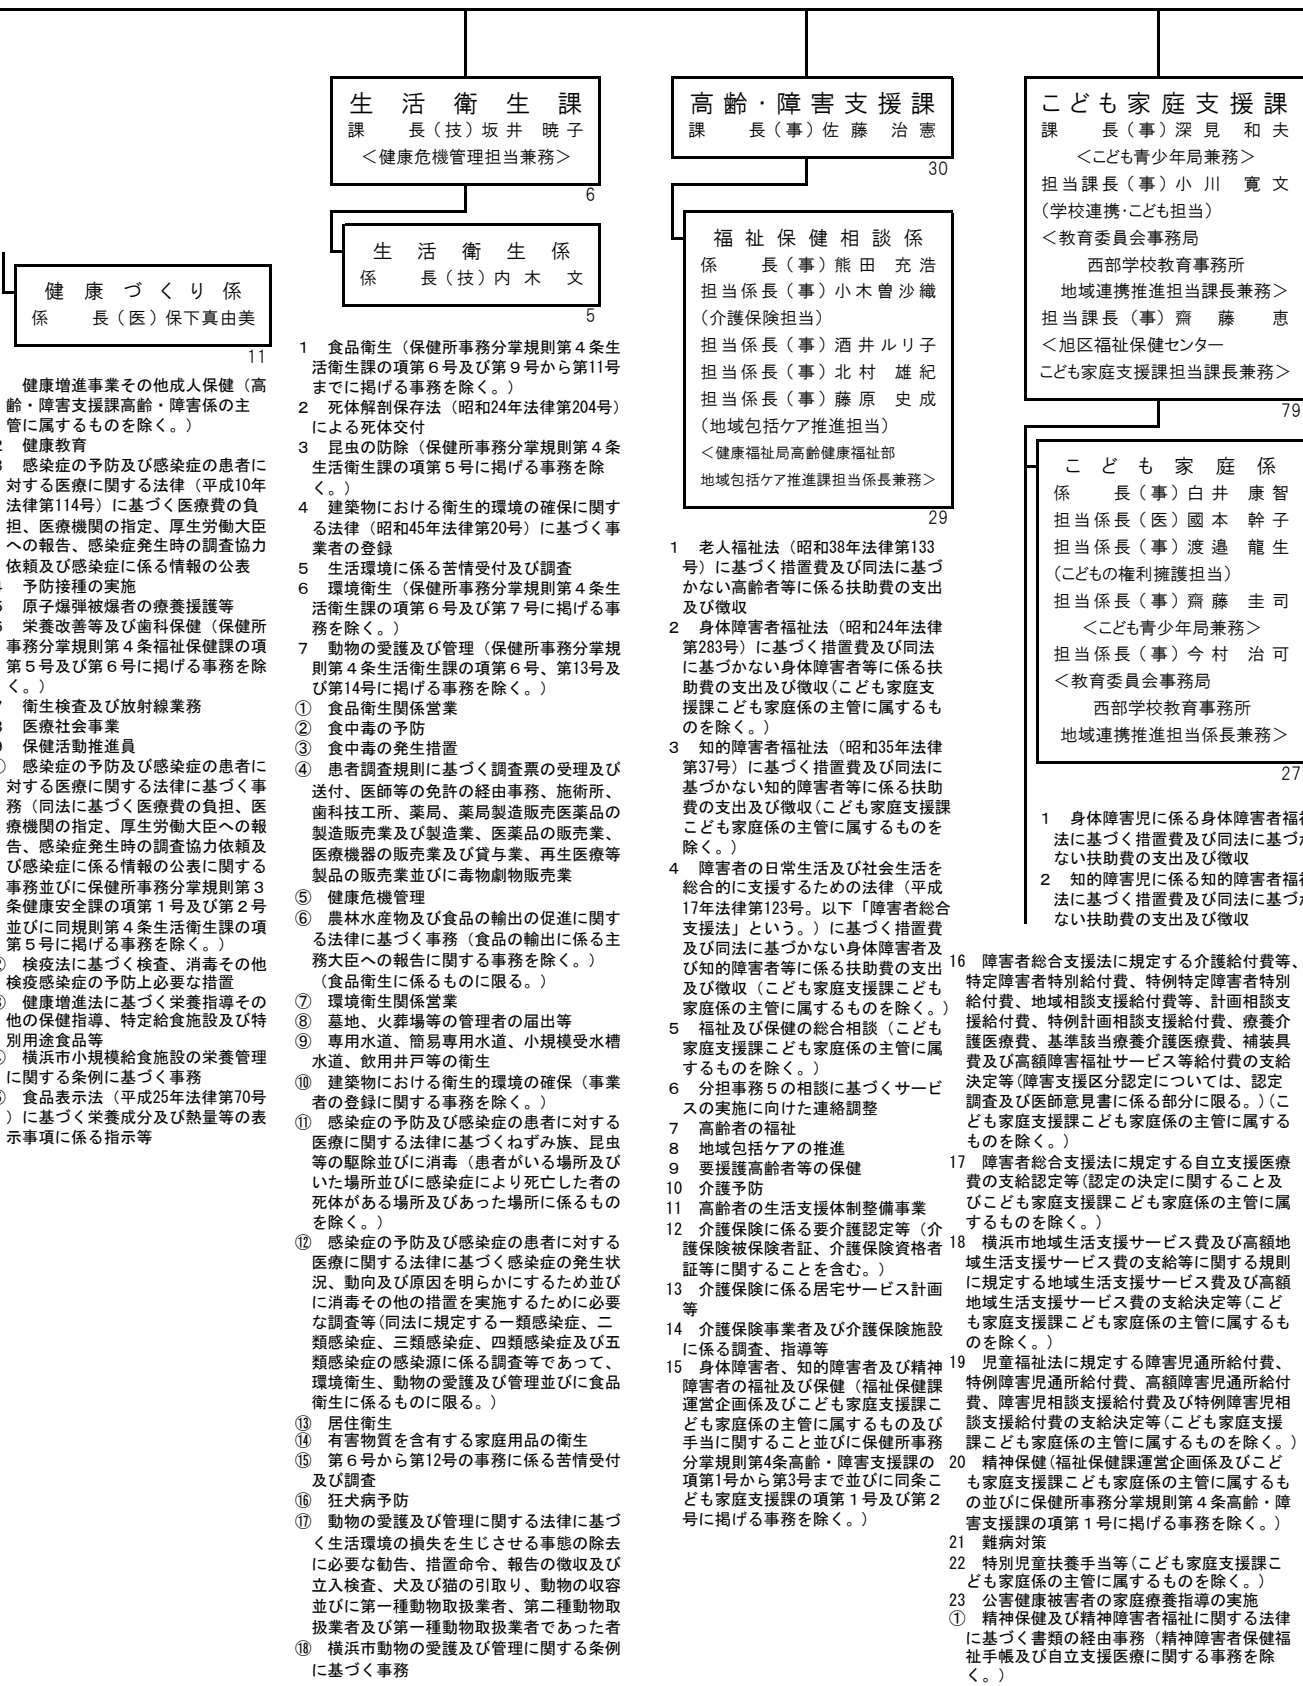 生活衛生課
課長(技)坂井暁子
＜健康危機管理担当兼務＞
6
生活衛生係
係長(技)内木文
5
高齢・障害支援課
課長(事)佐藤治憲
30
福祉保健相談係
係長(事)熊田充浩
担当係長(事)小木曽沙織
(介護保険担当)
担当係長(事)酒井ルリ子
担当係長(事)北村雄紀
担当係長(事)藤原史成
(地域包括ケア推進担当)
＜健康福祉局高齢健康福祉部
地域包括ケア推進課担当係長兼務＞
29
こども家庭支援課
課長(事)深見和夫
＜こども青少年局兼務＞
担当課長(事)小川寛文
(学校連携・こども担当)
＜教育委員会事務局
西部学校教育事務所
地域連携推進担当課長兼務＞
担当課長(事)齋藤恵
＜旭区福祉保健センター
こども家庭支援課担当課長兼務＞
79
こども家庭係
係長(事)白井康智
担当係長(医)國本幹子
担当係長(事)渡邉龍生
(こどもの権利擁護担当)
担当係長(事)齋藤圭司
＜こども青少年局兼務＞
担当係長(事)今村治可
＜教育委員会事務局
西部学校教育事務所
地域連携推進担当係長兼務＞
27
健康づくり係
係長(医)保下真由美
11
健康増進事業その他成人保健（高
齢・障害支援課高齢・障害係の主
管に属するものを除く。）
健康教育
感染症の予防及び感染症の患者に
対する医療に関する法律（平成10年
法律第114号）に基づく医療費の負
担、医療機関の指定、厚生労働大臣
への報告、感染症発生時の調査協力
依頼及び感染症に係る情報の公表
予防接種の実施
原子爆弾被爆者の療養援護等
栄養改善等及び歯科保健（保健所
事務分掌規則第４条福祉保健課の項
第５号及び第６号に掲げる事務を除
く。）
衛生検査及び放射線業務
医療社会事業
保健活動推進員
感染症の予防及び感染症の患者に
対する医療に関する法律に基づく事
務（同法に基づく医療費の負担、医
療機関の指定、厚生労働大臣への報
告、感染症発生時の調査協力依頼及
び感染症に係る情報の公表に関する
事務並びに保健所事務分掌規則第３
条健康安全課の項第１号及び第２号
並びに同規則第４条生活衛生課の項
第５号に掲げる事務を除く。）
検疫法に基づく検査、消毒その他
検疫感染症の予防上必要な措置
健康増進法に基づく栄養指導その
他の保健指導、特定給食施設及び特
別用途食品等
横浜市小規模給食施設の栄養管理
に関する条例に基づく事務
食品表示法（平成25年法律第70号
）に基づく栄養成分及び熱量等の表
示事項に係る指示等
1　食品衛生（保健所事務分掌規則第４条生
活衛生課の項第６号及び第９号から第11号
までに掲げる事務を除く。）
2　死体解剖保存法（昭和24年法律第204号）
による死体交付
3　昆虫の防除（保健所事務分掌規則第４条
生活衛生課の項第５号に掲げる事務を除
く。）
4　建築物における衛生的環境の確保に関す
る法律（昭和45年法律第20号）に基づく事
業者の登録
5　生活環境に係る苦情受付及び調査
6　環境衛生（保健所事務分掌規則第４条生
活衛生課の項第６号及び第７号に掲げる事
務を除く。）
7　動物の愛護及び管理（保健所事務分掌規
則第４条生活衛生課の項第６号、第13号及
び第14号に掲げる事務を除く。）
①　食品衛生関係営業
②　食中毒の予防
③　食中毒の発生措置
④　患者調査規則に基づく調査票の受理及び
送付、医師等の免許の経由事務、施術所、
歯科技工所、薬局、薬局製造販売医薬品の
製造販売業及び製造業、医薬品の販売業、
医療機器の販売業及び貸与業、再生医療等
製品の販売業並びに毒物劇物販売業
⑤　健康危機管理
⑥　農林水産物及び食品の輸出の促進に関す
る法律に基づく事務（食品の輸出に係る主
務大臣への報告に関する事務を除く。）
（食品衛生に係るものに限る。）
⑦　環境衛生関係営業
⑧　墓地、火葬場等の管理者の届出等
⑨　専用水道、簡易専用水道、小規模受水槽
水道、飲用井戸等の衛生
⑩　建築物における衛生的環境の確保（事業
者の登録に関する事務を除く。）
⑪　感染症の予防及び感染症の患者に対する
医療に関する法律に基づくねずみ族、昆虫
等の駆除並びに消毒（患者がいる場所及び
いた場所並びに感染症により死亡した者の
死体がある場所及びあった場所に係るもの
を除く。）
⑫　感染症の予防及び感染症の患者に対する
医療に関する法律に基づく感染症の発生状
況、動向及び原因を明らかにするため並び
に消毒その他の措置を実施するために必要
な調査等(同法に規定する一類感染症、二
類感染症、三類感染症、四類感染症及び五
類感染症の感染源に係る調査等であって、
環境衛生、動物の愛護及び管理並びに食品
衛生に係るものに限る。）
⑬　居住衛生
⑭　有害物質を含有する家庭用品の衛生
⑮　第６号から第12号の事務に係る苦情受付
及び調査
⑯　狂犬病予防
⑰　動物の愛護及び管理に関する法律に基づ
く生活環境の損失を生じさせる事態の除去
に必要な勧告、措置命令、報告の徴収及び
立入検査、犬及び猫の引取り、動物の収容
並びに第一種動物取扱業者、第二種動物取
扱業者及び第一種動物取扱業者であった者
⑱　横浜市動物の愛護及び管理に関する条例
に基づく事務
1　老人福祉法（昭和38年法律第133
号）に基づく措置費及び同法に基づ
かない高齢者等に係る扶助費の支出
及び徴収
2　身体障害者福祉法（昭和24年法律
第283号）に基づく措置費及び同法
に基づかない身体障害者等に係る扶
助費の支出及び徴収(こども家庭支
援課こども家庭係の主管に属するも
のを除く。）
3　知的障害者福祉法（昭和35年法律
第37号）に基づく措置費及び同法に
基づかない知的障害者等に係る扶助
費の支出及び徴収(こども家庭支援課
こども家庭係の主管に属するものを
除く。）
4　障害者の日常生活及び社会生活を
総合的に支援するための法律（平成
17年法律第123号。以下「障害者総合
支援法」という。）に基づく措置費
及び同法に基づかない身体障害者及
び知的障害者等に係る扶助費の支出
及び徴収（こども家庭支援課こども
家庭係の主管に属するものを除く。）
5　福祉及び保健の総合相談（こども
家庭支援課こども家庭係の主管に属
するものを除く。）
6　分担事務５の相談に基づくサービ
スの実施に向けた連絡調整
7　高齢者の福祉
8　地域包括ケアの推進
9　要援護高齢者等の保健
10　介護予防
11　高齢者の生活支援体制整備事業
12　介護保険に係る要介護認定等（介
護保険被保険者証、介護保険資格者
証等に関することを含む。）
13　介護保険に係る居宅サービス計画
等
14　介護保険事業者及び介護保険施設
に係る調査、指導等
15　身体障害者、知的障害者及び精神
障害者の福祉及び保健（福祉保健課
運営企画係及びこども家庭支援課こ
ども家庭係の主管に属するもの及び
手当に関すること並びに保健所事務
分掌規則第4条高齢・障害支援課の
項第1号から第3号まで並びに同条こ
ども家庭支援課の項第１号及び第２
号に掲げる事務を除く。）
1　身体障害児に係る身体障害者福
法に基づく措置費及び同法に基づ
ない扶助費の支出及び徴収
2　知的障害児に係る知的障害者福
法に基づく措置費及び同法に基づ
ない扶助費の支出及び徴収
16　障害者総合支援法に規定する介護給付費等、
特定障害者特別給付費、特例特定障害者特別
給付費、地域相談支援給付費等、計画相談支
援給付費、特例計画相談支援給付費、療養介
護医療費、基準該当療養介護医療費、補装具
費及び高額障害福祉サービス等給付費の支給
決定等(障害支援区分認定については、認定
調査及び医師意見書に係る部分に限る。)(こ
ども家庭支援課こども家庭係の主管に属する
ものを除く。）
17　障害者総合支援法に規定する自立支援医療
費の支給認定等(認定の決定に関すること及
びこども家庭支援課こども家庭係の主管に属
するものを除く。）
18　横浜市地域生活支援サービス費及び高額地
域生活支援サービス費の支給等に関する規則
に規定する地域生活支援サービス費及び高額
地域生活支援サービス費の支給決定等(こど
も家庭支援課こども家庭係の主管に属するも
のを除く。）
19　児童福祉法に規定する障害児通所給付費、
特例障害児通所給付費、高額障害児通所給付
費、障害児相談支援給付費及び特例障害児相
談支援給付費の支給決定等(こども家庭支援
課こども家庭係の主管に属するものを除く。）
20　精神保健(福祉保健課運営企画係及びこど
も家庭支援課こども家庭係の主管に属するも
の並びに保健所事務分掌規則第４条高齢・障
害支援課の項第１号に掲げる事務を除く。）
21　難病対策
22　特別児童扶養手当等(こども家庭支援課こ
ども家庭係の主管に属するものを除く。）
23　公害健康被害者の家庭療養指導の実施
①　精神保健及び精神障害者福祉に関する法律
に基づく書類の経由事務（精神障害者保健福
祉手帳及び自立支援医療に関する事務を除
く。）